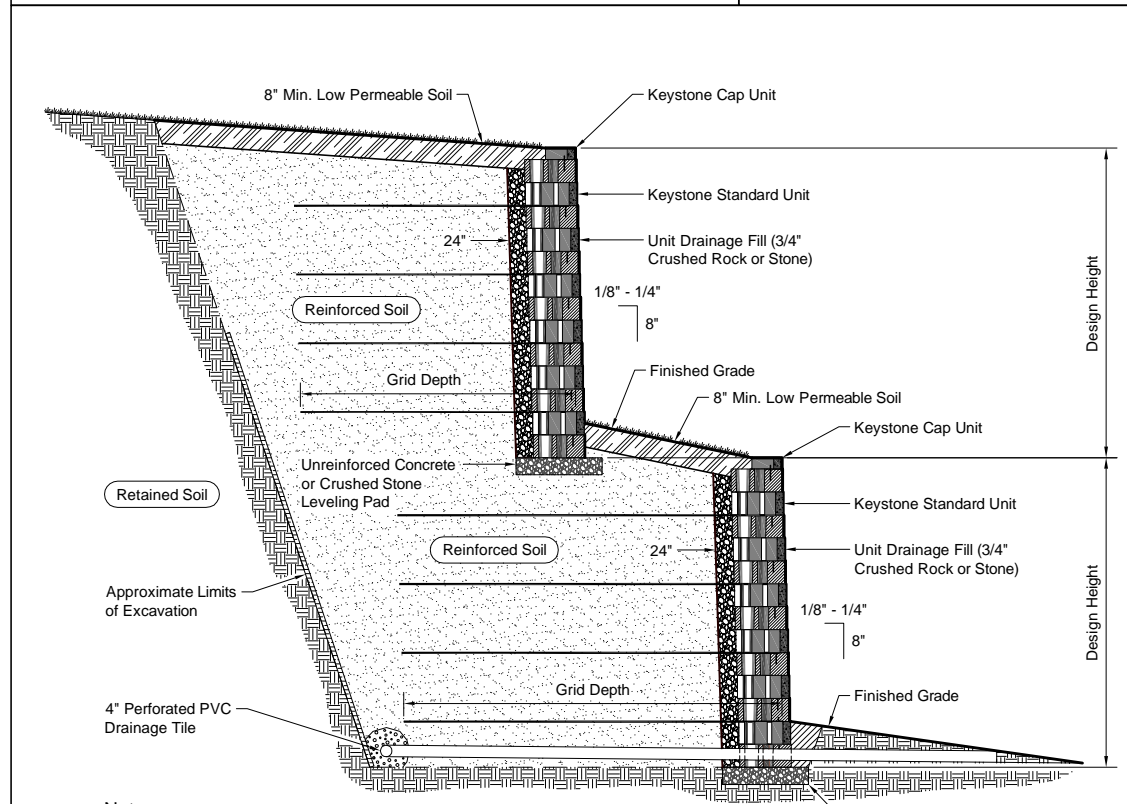 8" Min. Low Permeable Soil
Keystone Cap Unit
Keystone Standard Unit
24"
Unit Drainage Fill (3/4"
Crushed Rock or Stone)
1/8" - 1/4"
8"
Reinforced Soil
Design Height
Grid Depth
Finished Grade
8" Min. Low Permeable Soil
Keystone Cap Unit
Unreinforced Concrete
or Crushed Stone
Leveling Pad
Retained Soil
Keystone Standard Unit
Reinforced Soil
24"
Unit Drainage Fill (3/4"
Crushed Rock or Stone)
Approximate Limits
of Excavation
1/8" - 1/4"
8"
Design Height
Grid Depth
Finished Grade
4" Perforated PVC
Drainage Tile